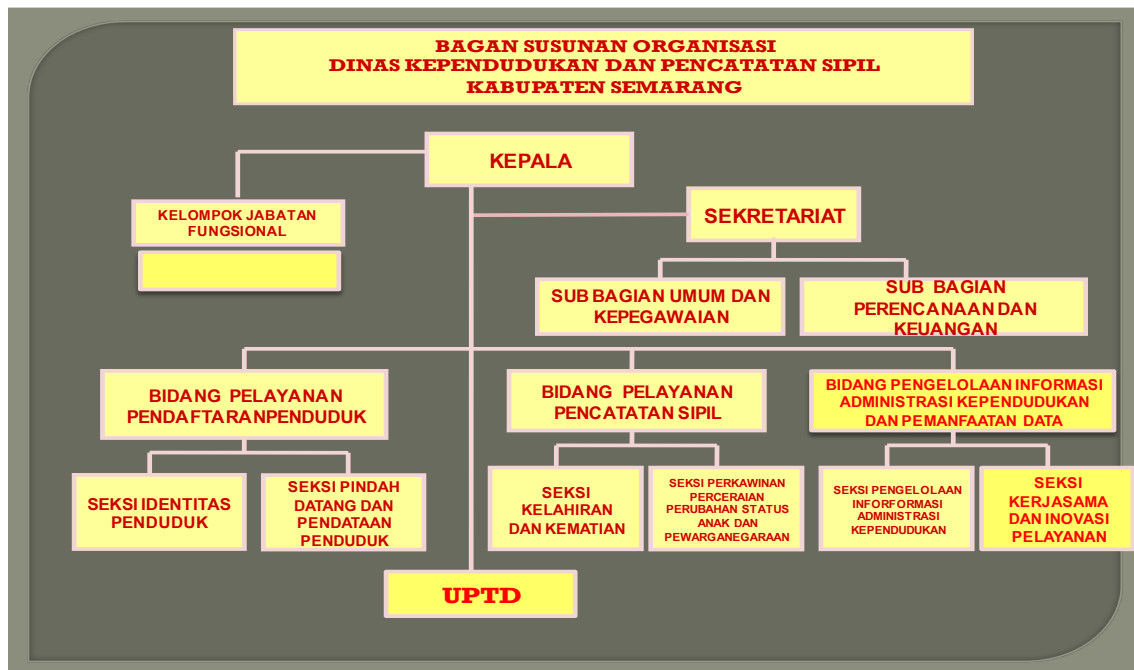 BAGAN SUSUNAN ORGANISASI
DINAS KEPENDUDUKAN DAN PENCATATAN SIPIL
KABUPATEN SEMARANG
KEPALA
KELOMPOK JABATAN
FUNGSIONAL
SEKRETARIAT
SUB BAGIAN UMUM DAN
KEPEGAWAIAN
SUB BAGIAN
PERENCANAAN DAN
KEUANGAN
BIDANG PELAYANAN
PENDAFTARANPENDUDUK
BIDANG PELAYANAN
PENCATATAN SIPIL
BIDANG PENGELOLAAN INFORMASI
ADMINISTRASI KEPENDUDUKAN
DAN PEMANFAATAN DATA
SEKSI IDENTITAS
PENDUDUK
SEKSI PINDAH
DATANG DAN
PENDATAAN
PENDUDUK
SEKSI
KELAHIRAN
DAN KEMATIAN
SEKSI PERKAWINAN
PERCERAIAN
PERUBAHAN STATUS
ANAK DAN
PEWARGANEGARAAN
SEKSI PENGELOLAAN
INFORFORMASI
ADMINISTRASI
KEPENDUDUKAN
SEKSI
KERJASAMA
DAN INOVASI
PELAYANAN
UPTD